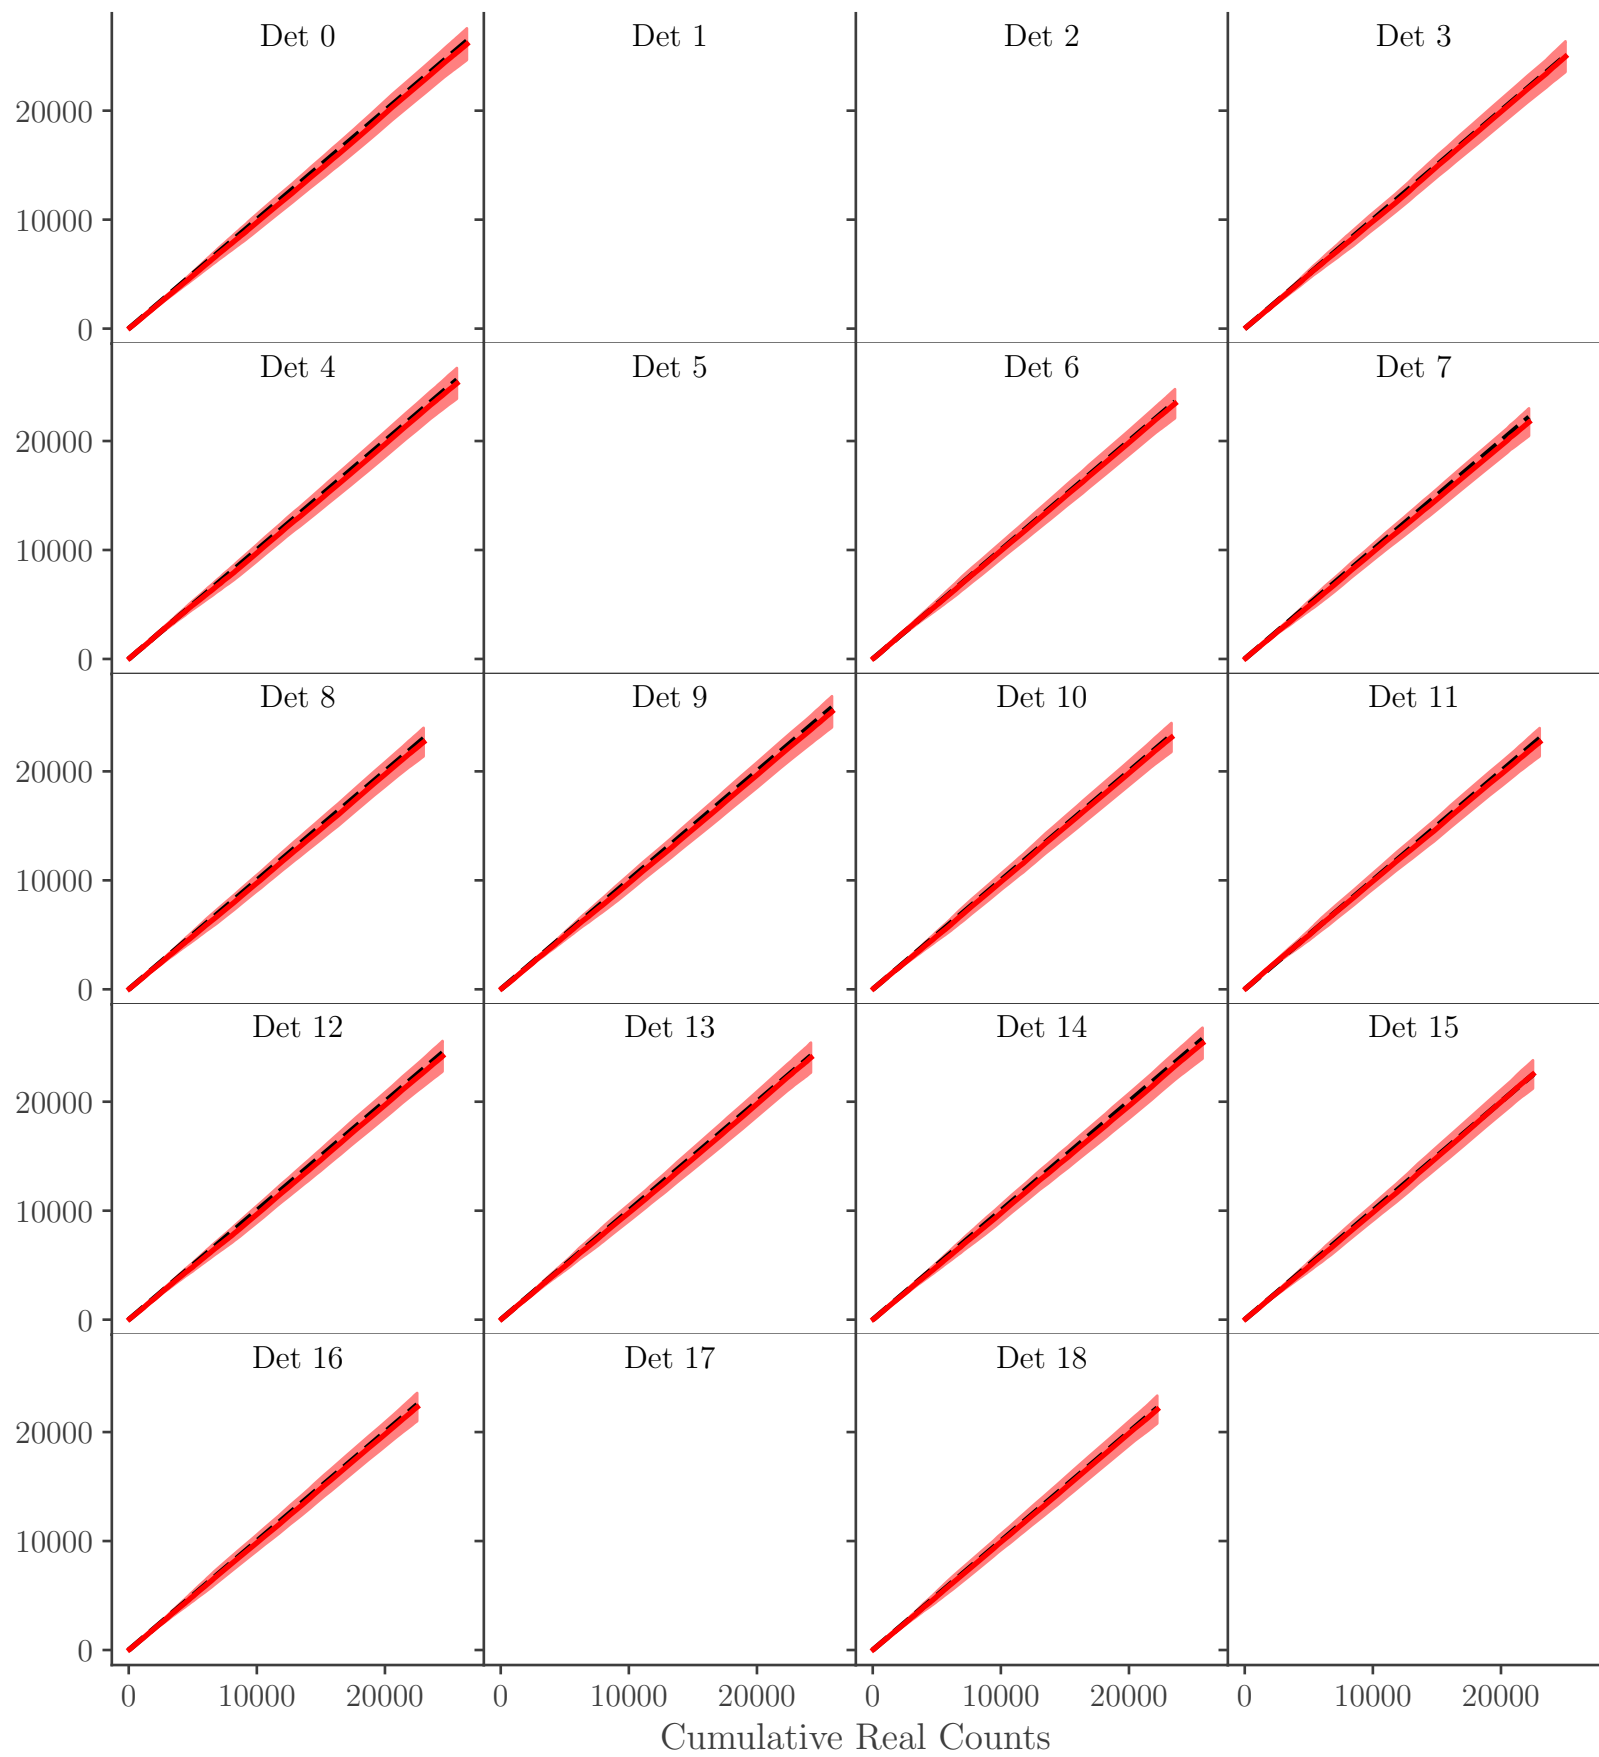 Det 0 Det 1 Det 2 Det 3
20000
10000
0
Det 4 Det 5 Det 6 Det 7
20000
10000
0
Det 8 Det 9 Det 10 Det 11
20000
10000
0
Det 12 Det 13 Det 14 Det 15
20000
10000
0
Det 16 Det 17 Det 18
20000
10000
0
0 10000 20000 0 10000 20000 0 10000 20000 0 10000 20000
Cumulative Real Counts